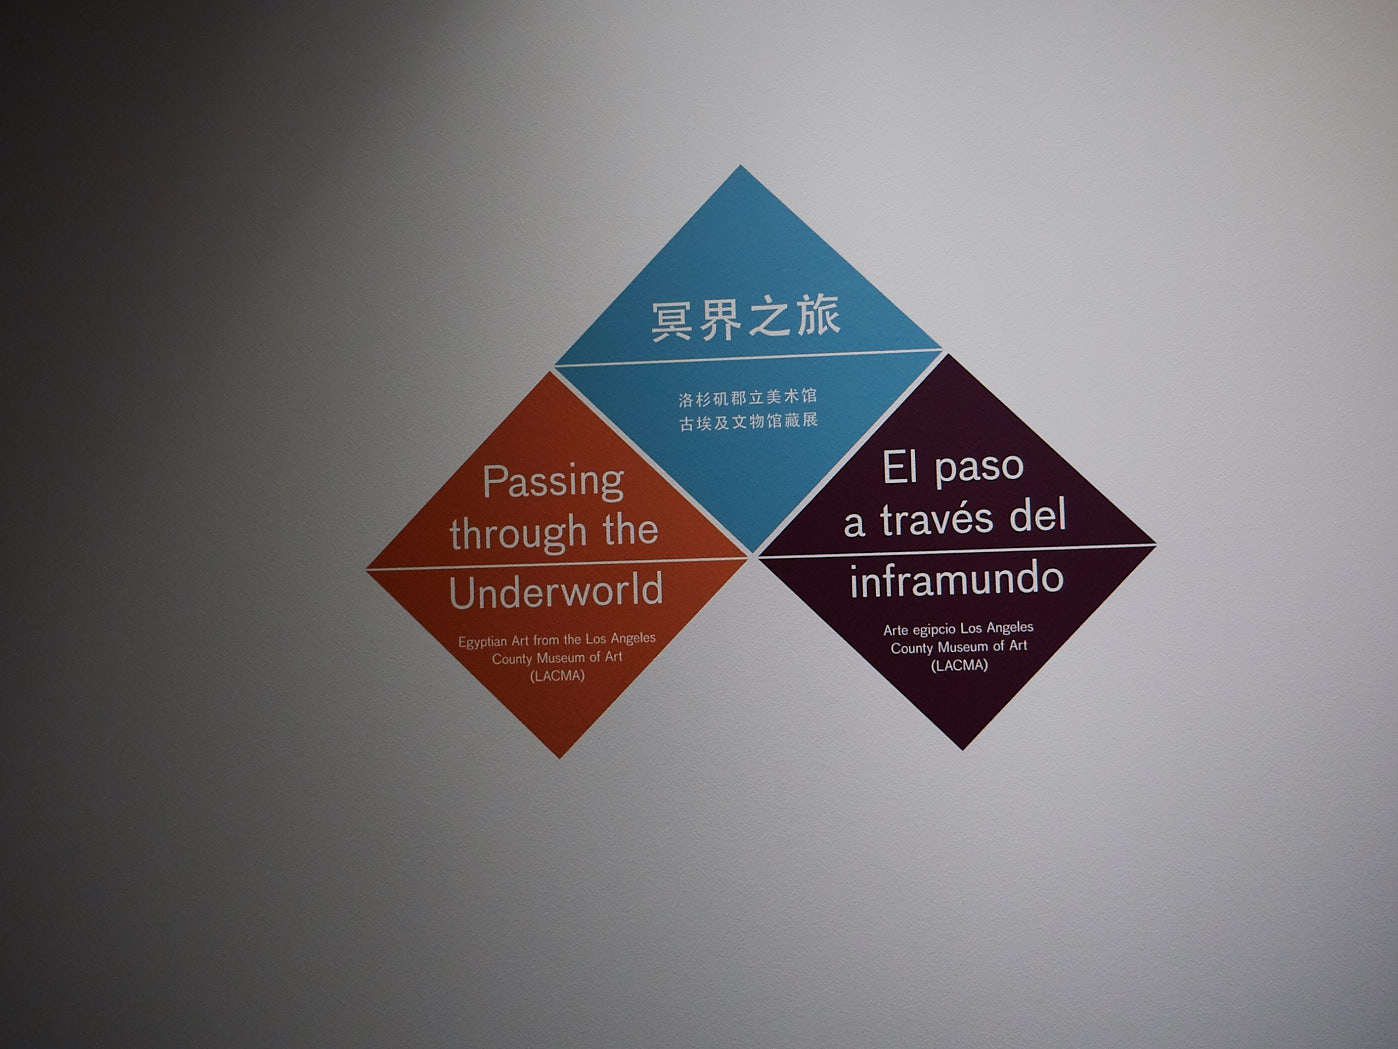 冥界之旅
洛杉矶郡立美术馆
古埃及文物馆藏展
Passing
through the
Underworld
Egyptian Art from the Los Angeles
County Museum of Art
(LACMA)
El paso
a través del
inframundo
Arte egipcio Los Angeles
County Museum of Art
(LACMA)